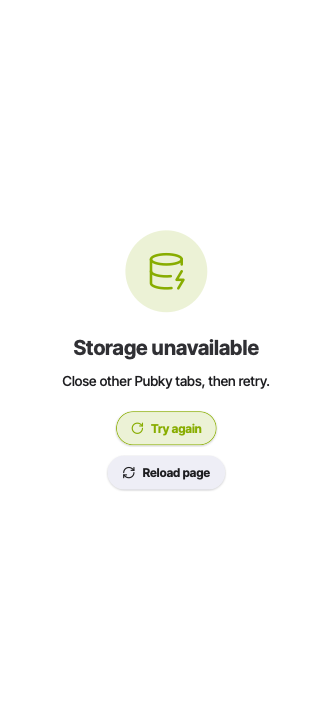 Storage unavailable
Close other Pubky tabs, then retry.
Try again
Reload page